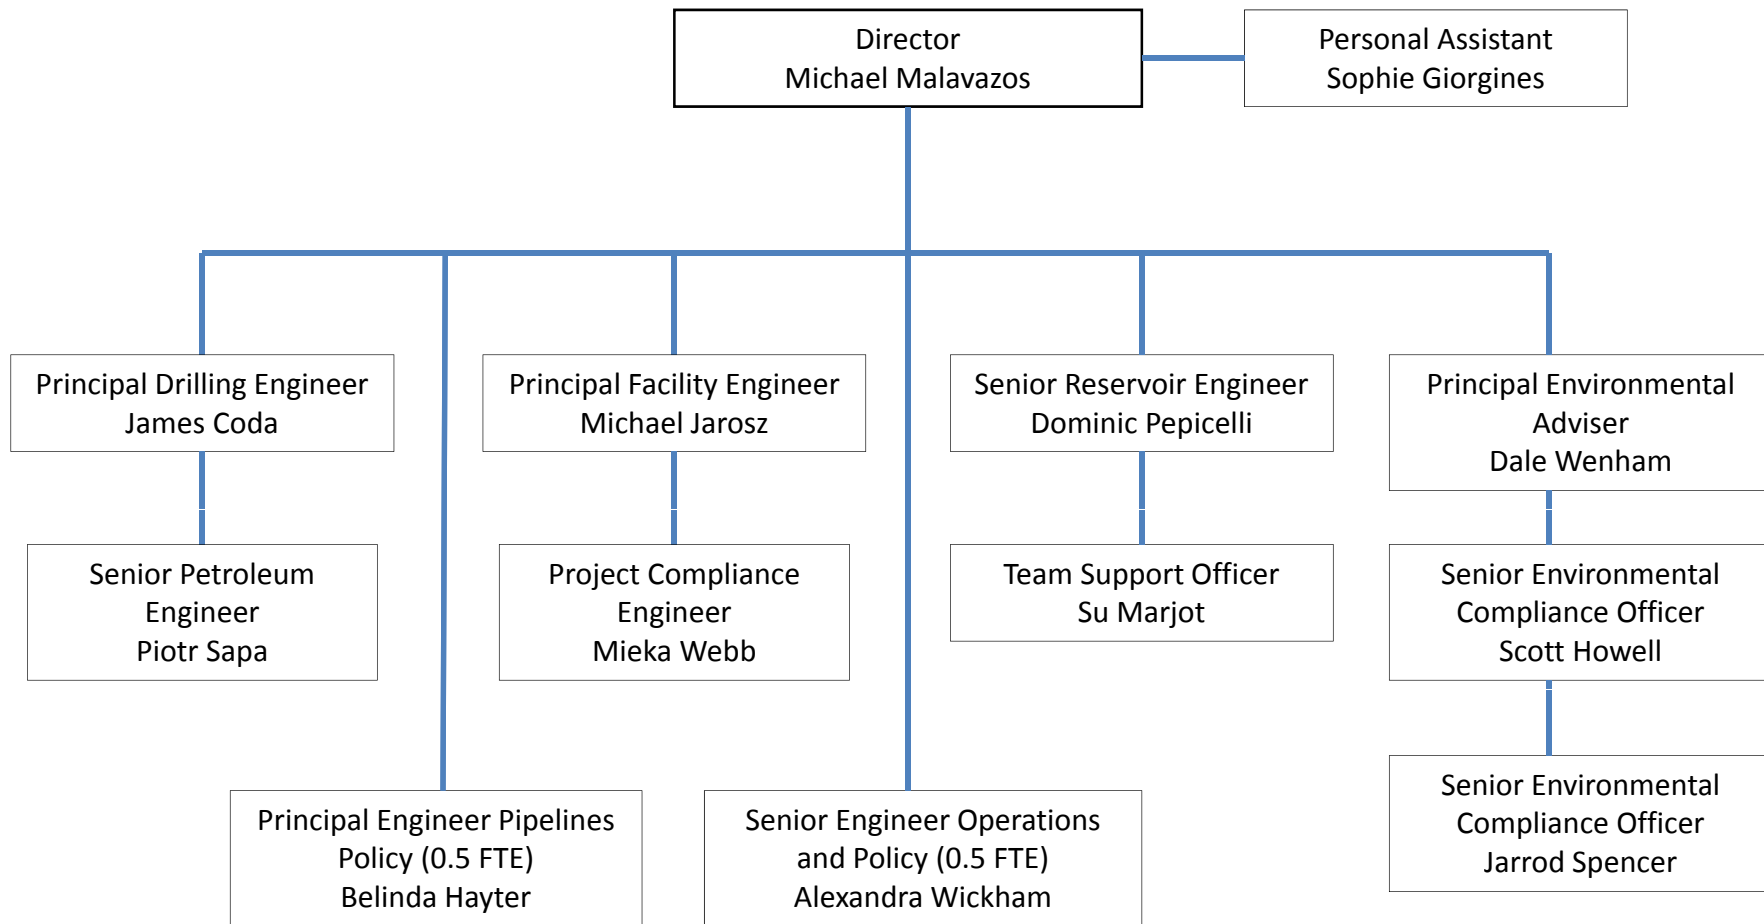 Director
Michael Malavazos
Personal Assistant
Sophie Giorgines
Principal Drilling Engineer
James Coda
Principal Facility Engineer
Michael Jarosz
Senior Reservoir Engineer
Dominic Pepicelli
Principal Environmental
Adviser
Dale Wenham
Senior Petroleum
Engineer
Piotr Sapa
Project Compliance
Engineer
Mieka Webb
Team Support Officer
Su Marjot
Senior Environmental
Compliance Officer
Scott Howell
Principal Engineer Pipelines
Policy (0.5 FTE)
Belinda Hayter
Senior Engineer Operations
and Policy (0.5 FTE)
Alexandra Wickham
Senior Environmental
Compliance Officer
Jarrod Spencer